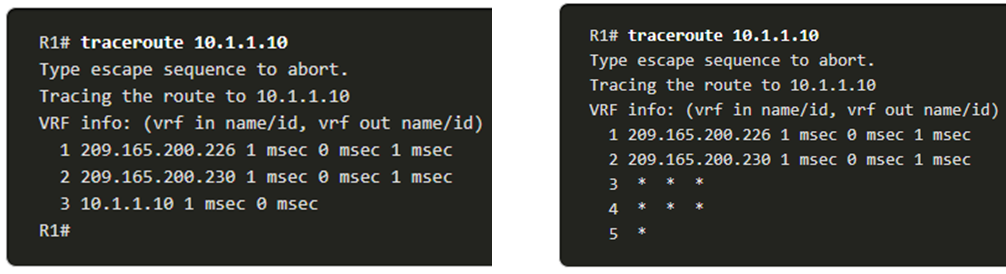 R1# traceroute 10.1.1.10
Type escape sequence to abort.
Tracing the route to 10.1.1.10
VRF info: (vrf in name/id, vrf out name/id)
1 209.165.200.226 1 msec 0 msec 1 msec
2 209.165.200.230 1 msec 0 msec 1 msec
3 10.1.1.10 1 msec 0 msec
R1#
R1# traceroute 10.1.1.10
Type escape sequence to abort.
Tracing the route to 10.1.1.10
VRF info: (vrf in name/id, vrf out name/id)
1 209.165.200.226 1 msec 0 msec 1 msec
2 209.165.200.230 1 msec 0 msec 1 msec
3 * * *
4 * * *
5 *